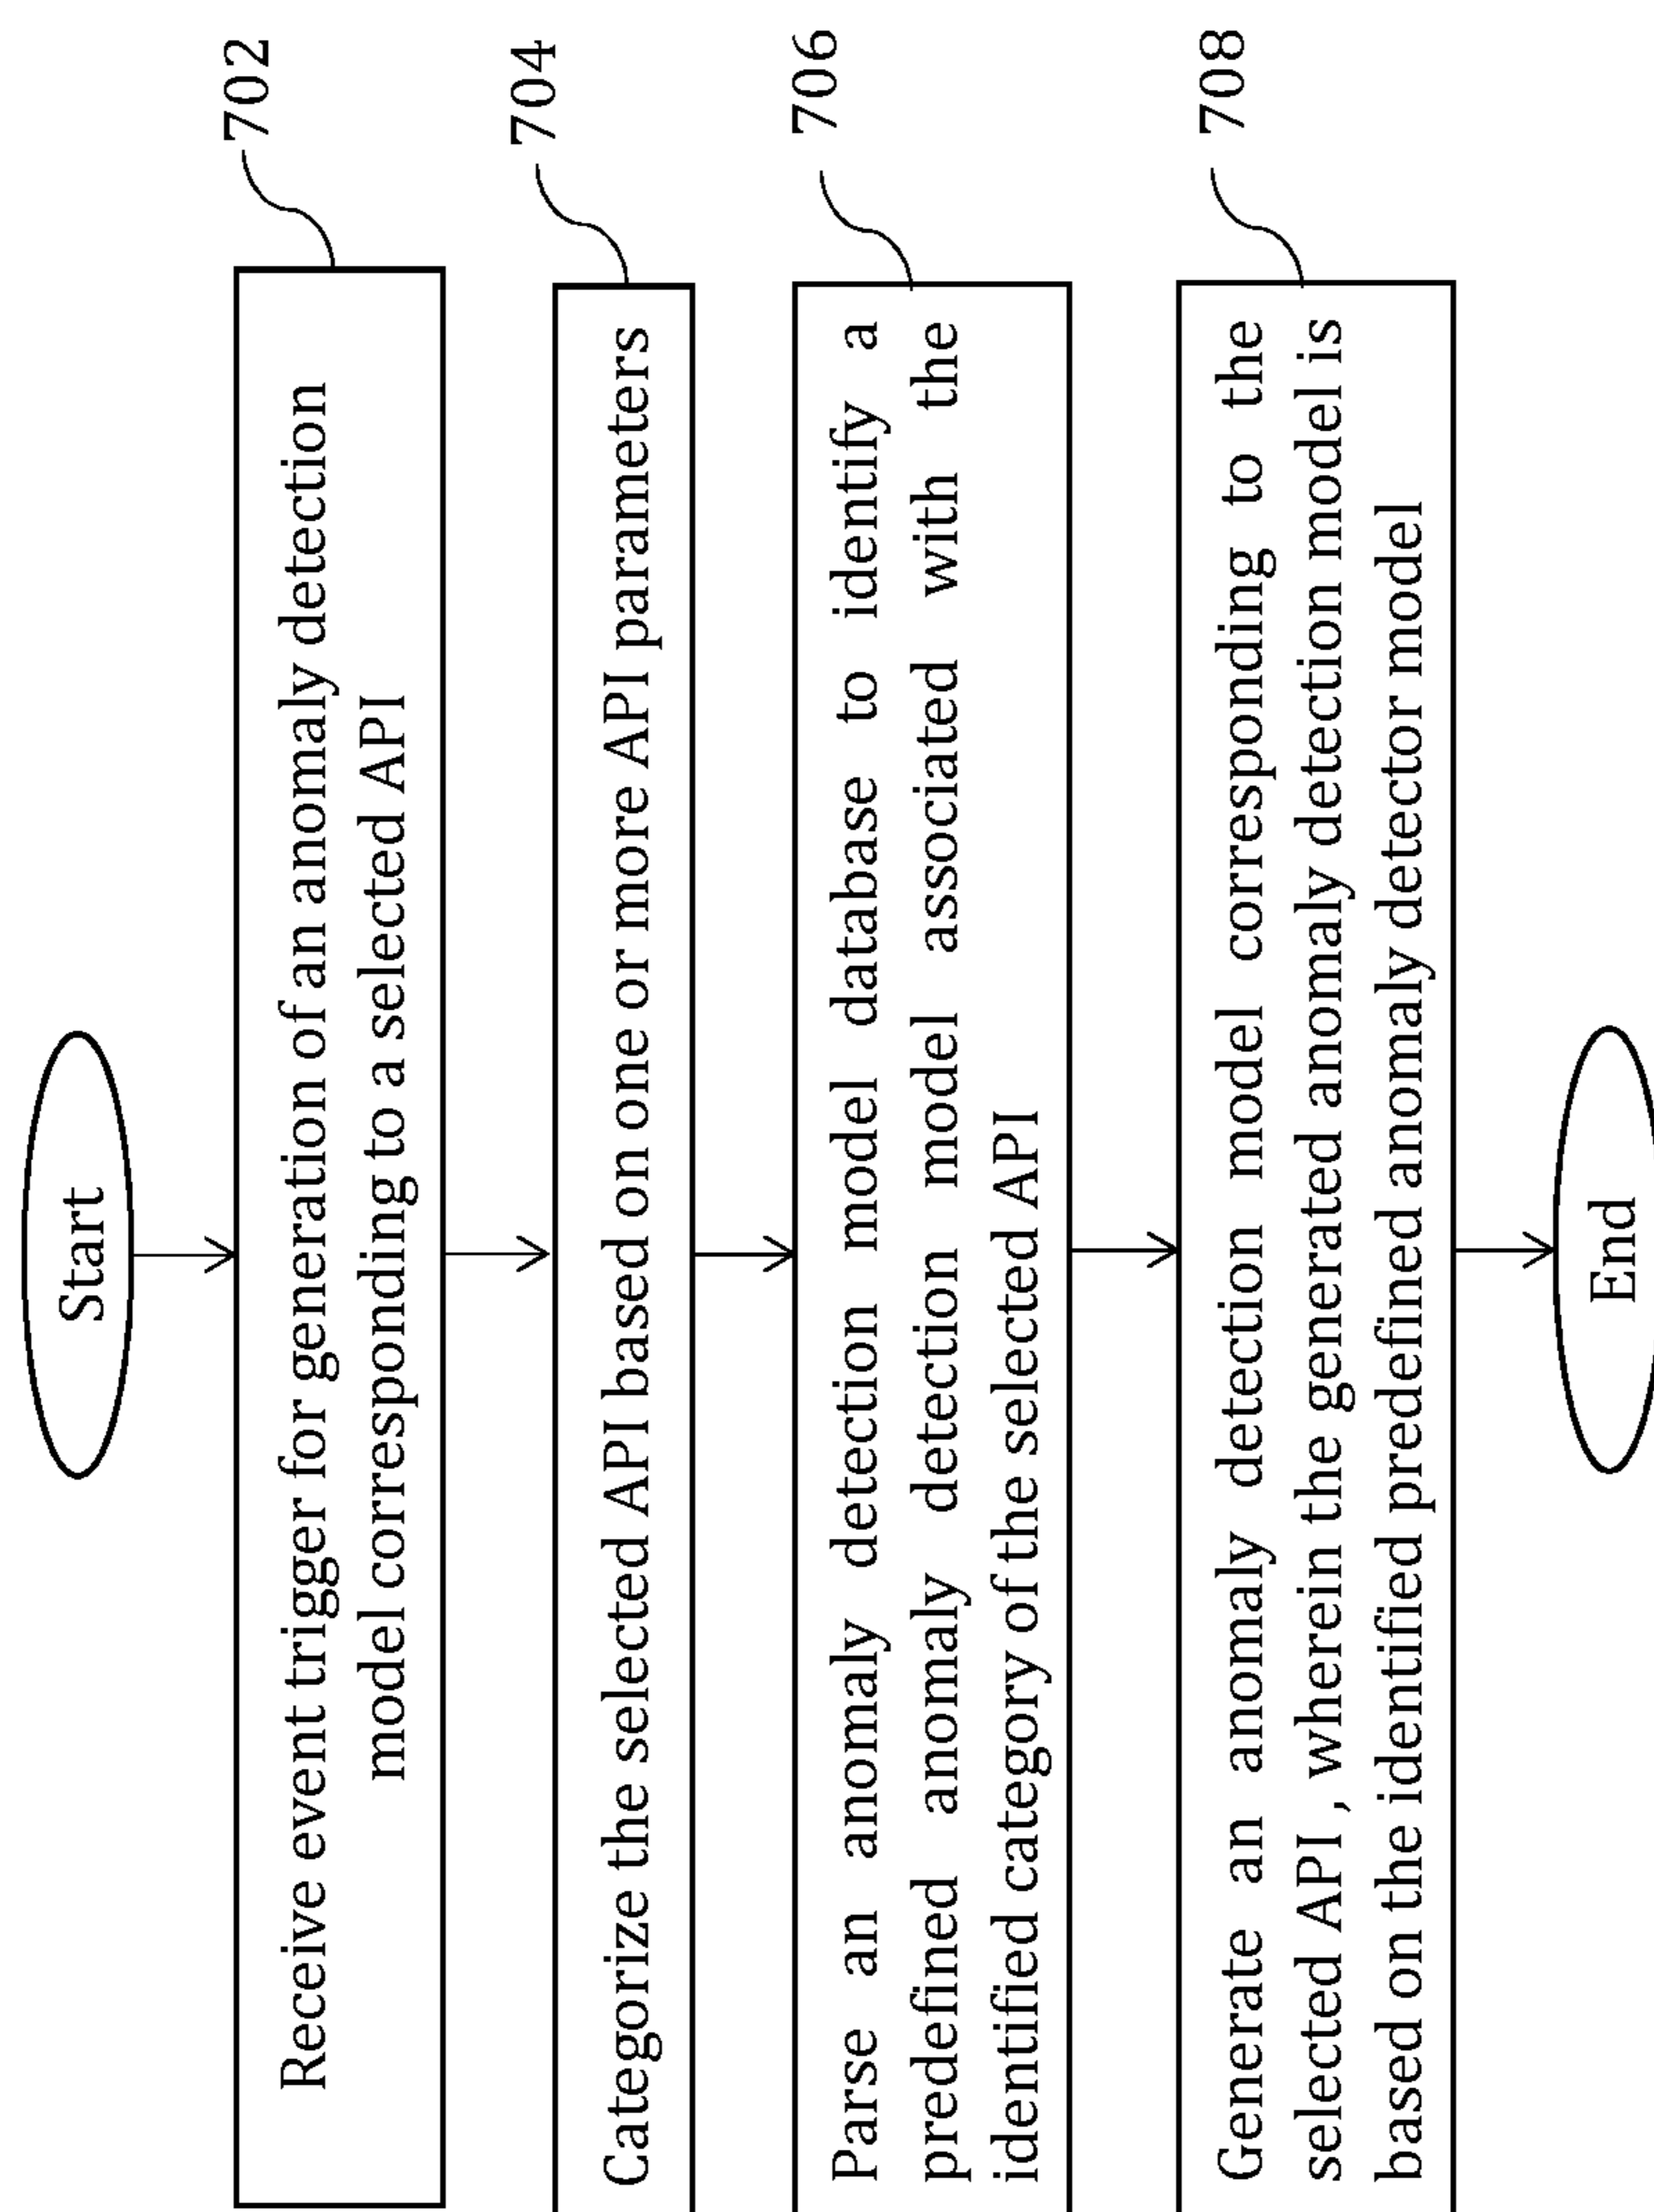 Start
702
Receive event trigger for generation of an anomaly detection
model corresponding to a selected API
704
Categorize the selected API based on one or more API parameters
706
Parse an anomaly detection model database to identify a
predefined anomaly detection model associated with the
identified category of the selected API
708
Generate an anomaly detection model corresponding to the
selected API , wherein the generated anomaly detection model is
based on the identified predefined anomaly detector model
End